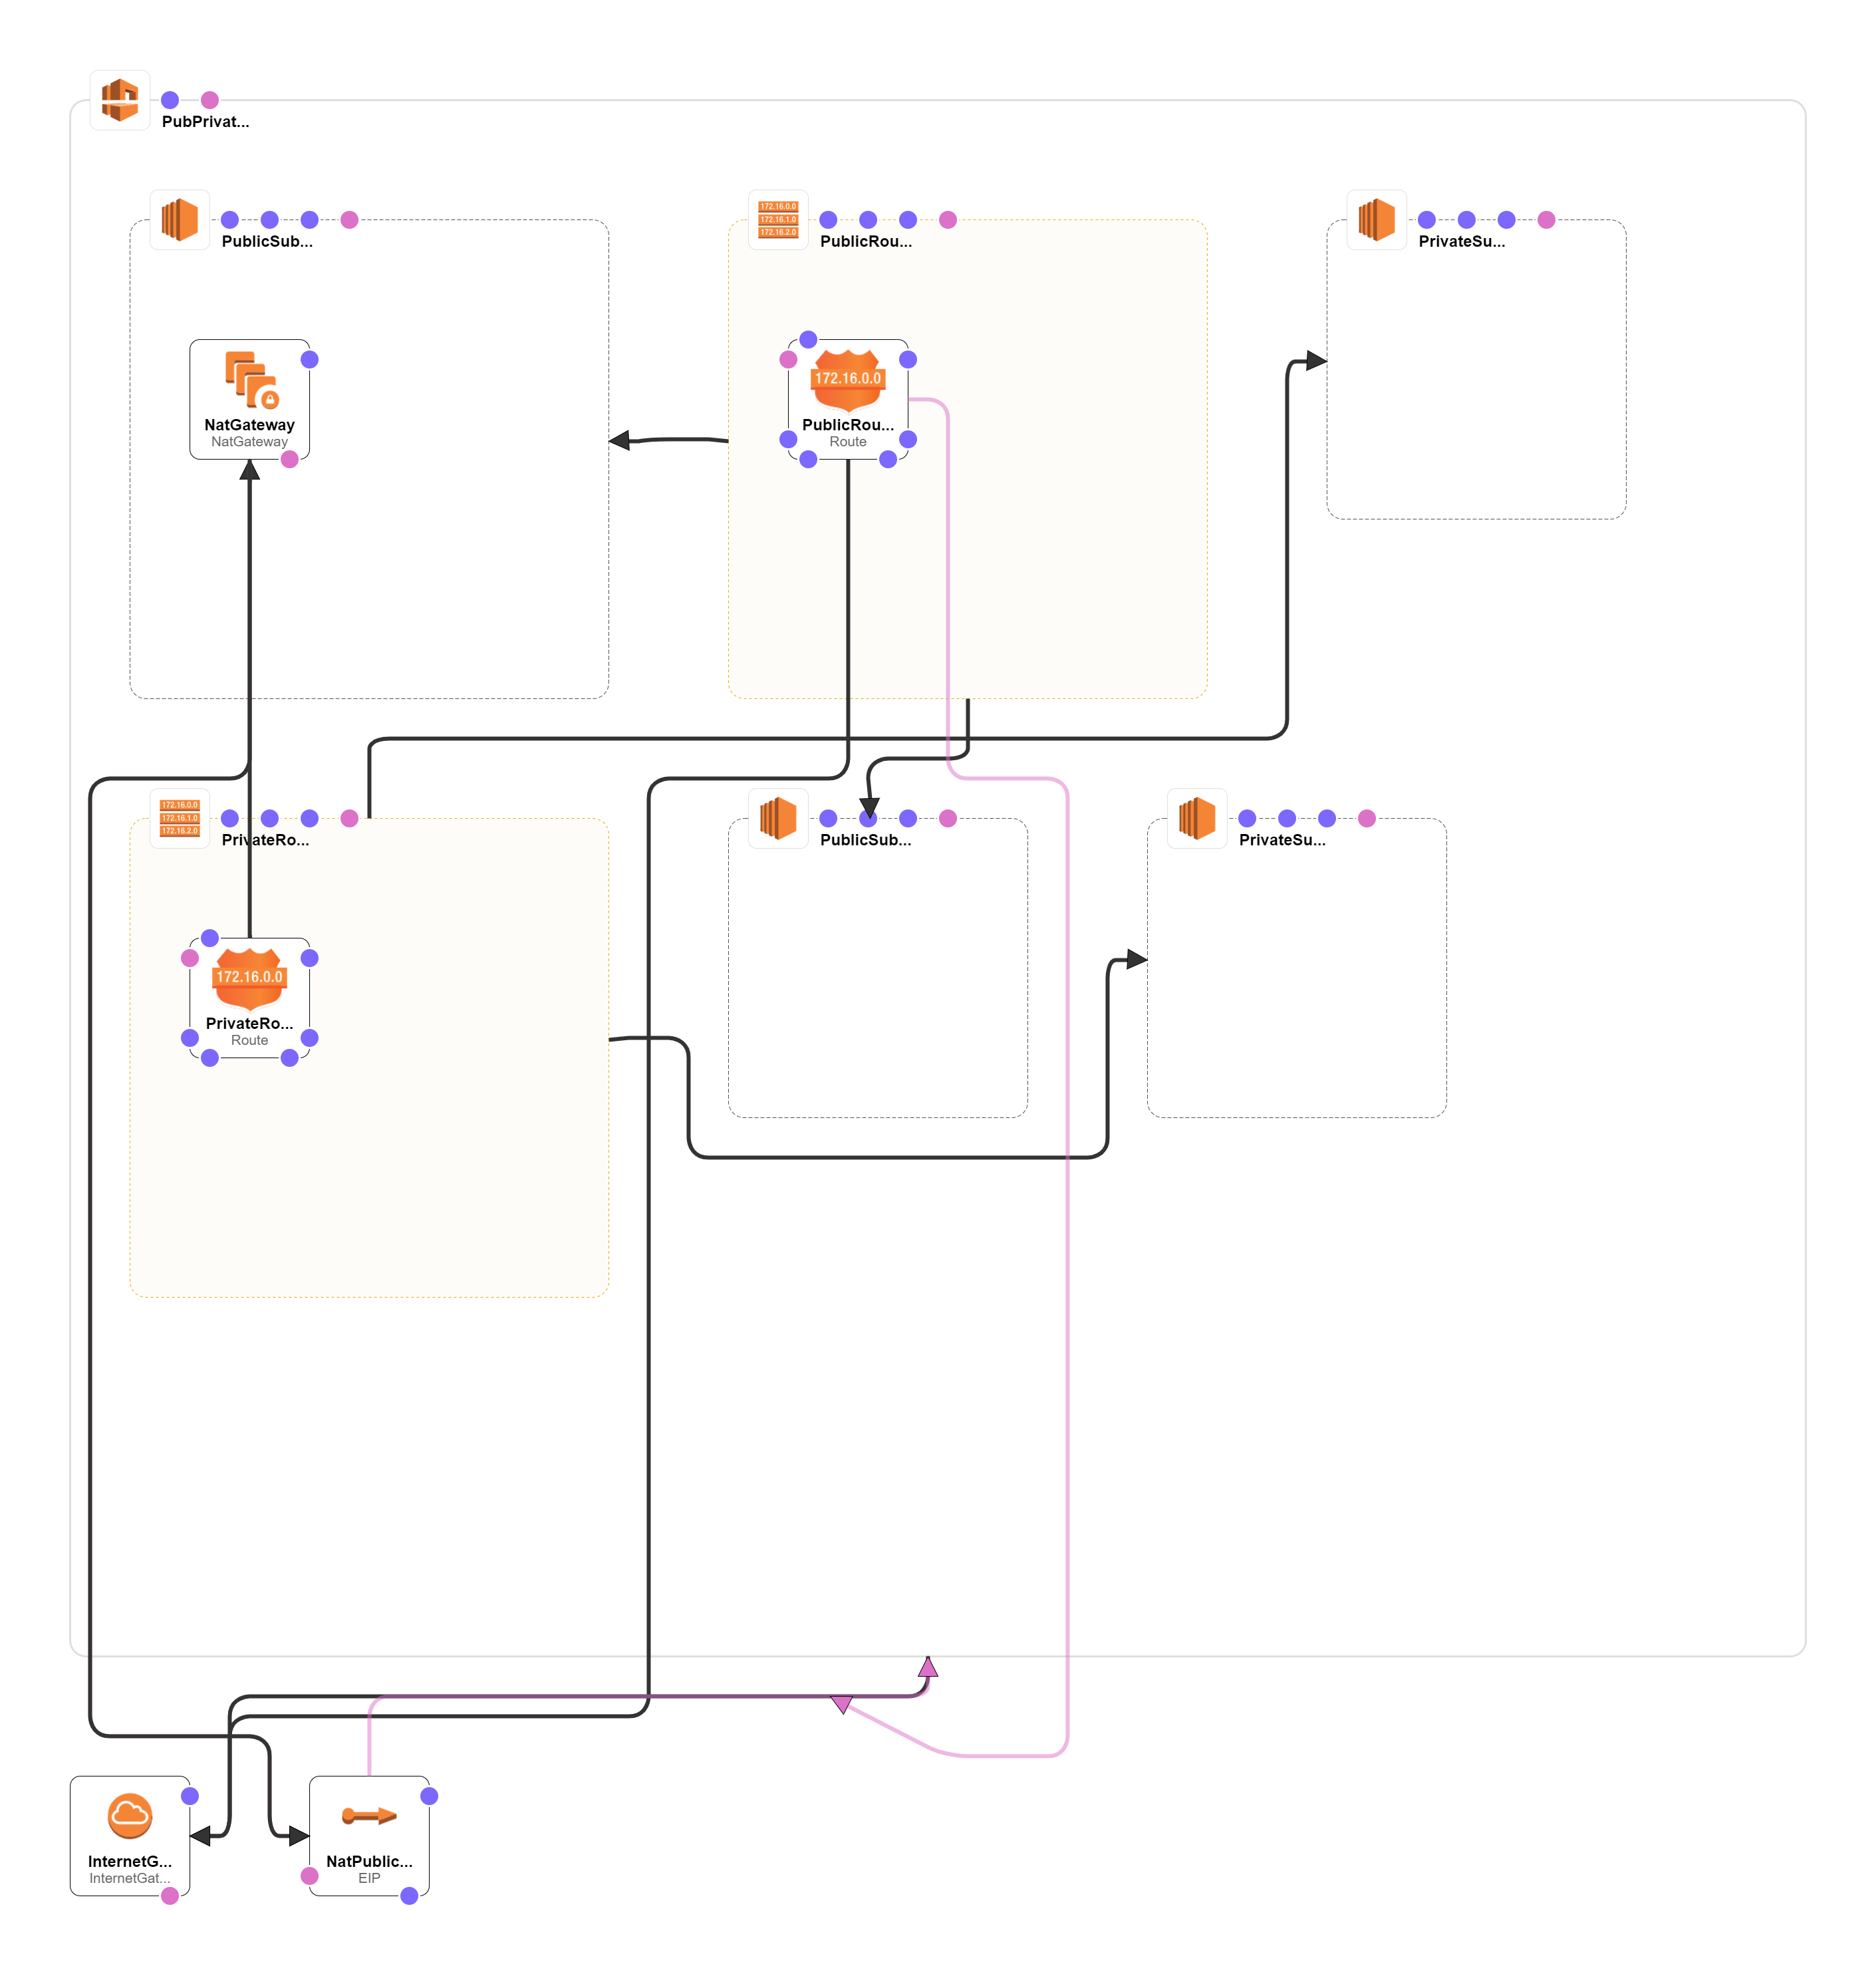 PubPrivat...
PublicSub...
172.16.0.0
172.16.1.0
172.16.2.0
PublicRou...
PrivateSu...
NatGateway
NatGateway
172.16.0.0
PublicRou...
Route
172.16.0.0
172.16.1.0
172.16.2.0
PrivateRo...
PublicSub...
PrivateSu...
172.16.0.0
PrivateRo...
Route
InternetG...
InternetGat...
NatPublic...
EIP